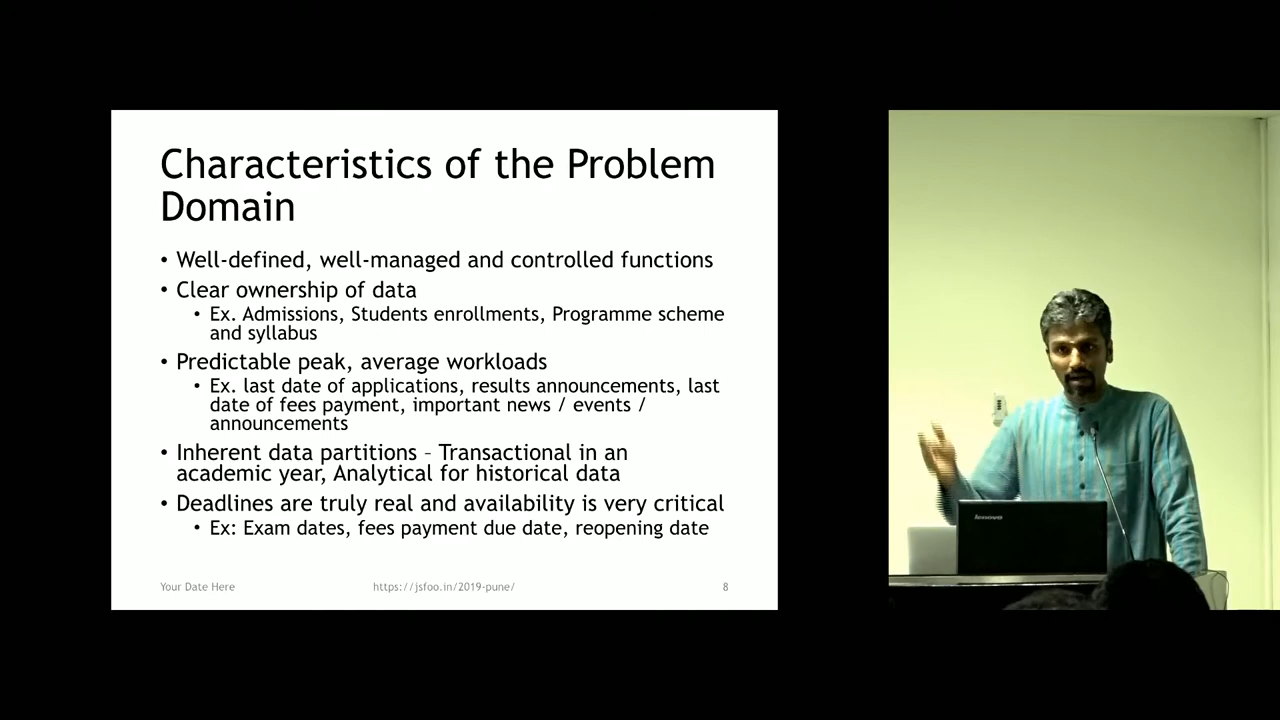 Characteristics of the Problem
Domain
• Well-defined, well-managed and controlled functions
• Clear ownership of data
• Ex. Admissions, Students enrollments, Programme scheme
and syllabus
• Predictable peak, average workloads
• Ex. last date of applications, results announcements, last
date of fees payment, important news / events /
announcements
• Inherent data partitions – Transactional in an
academic year, Analytical for historical data
• Deadlines are truly real and availability is very critical
• Ex: Exam dates, fees payment due date, reopening date
Your Date Here
https://jsfoo.in/2019-pune/
8
lenovo